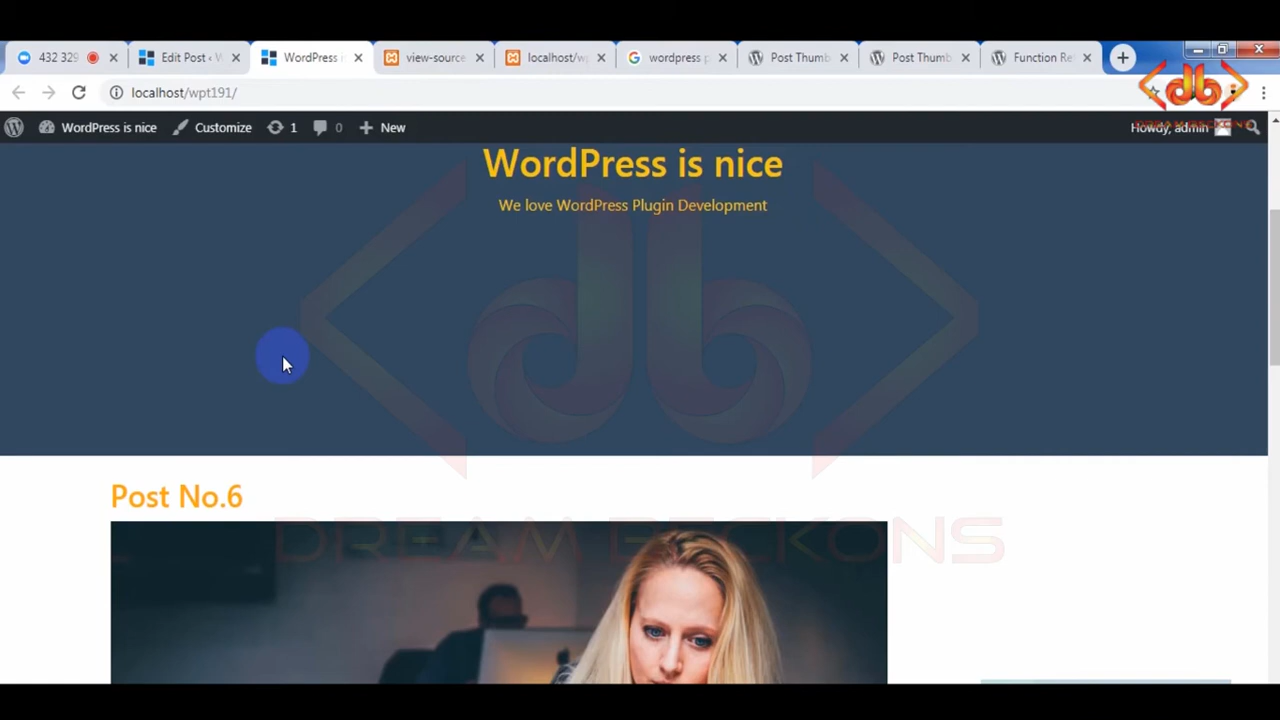 432 329
Edit Post ‹ W
WordPress i
view-source
localhost/wp
wordpress p
Post Thumb
Post Thumb
Function Re
localhost/wpt191/
WordPress is nice
Customize
1
0
New
Howdy, admin
WordPress is nice
We love WordPress Plugin Development
Post No.6
DREAM BECKONS